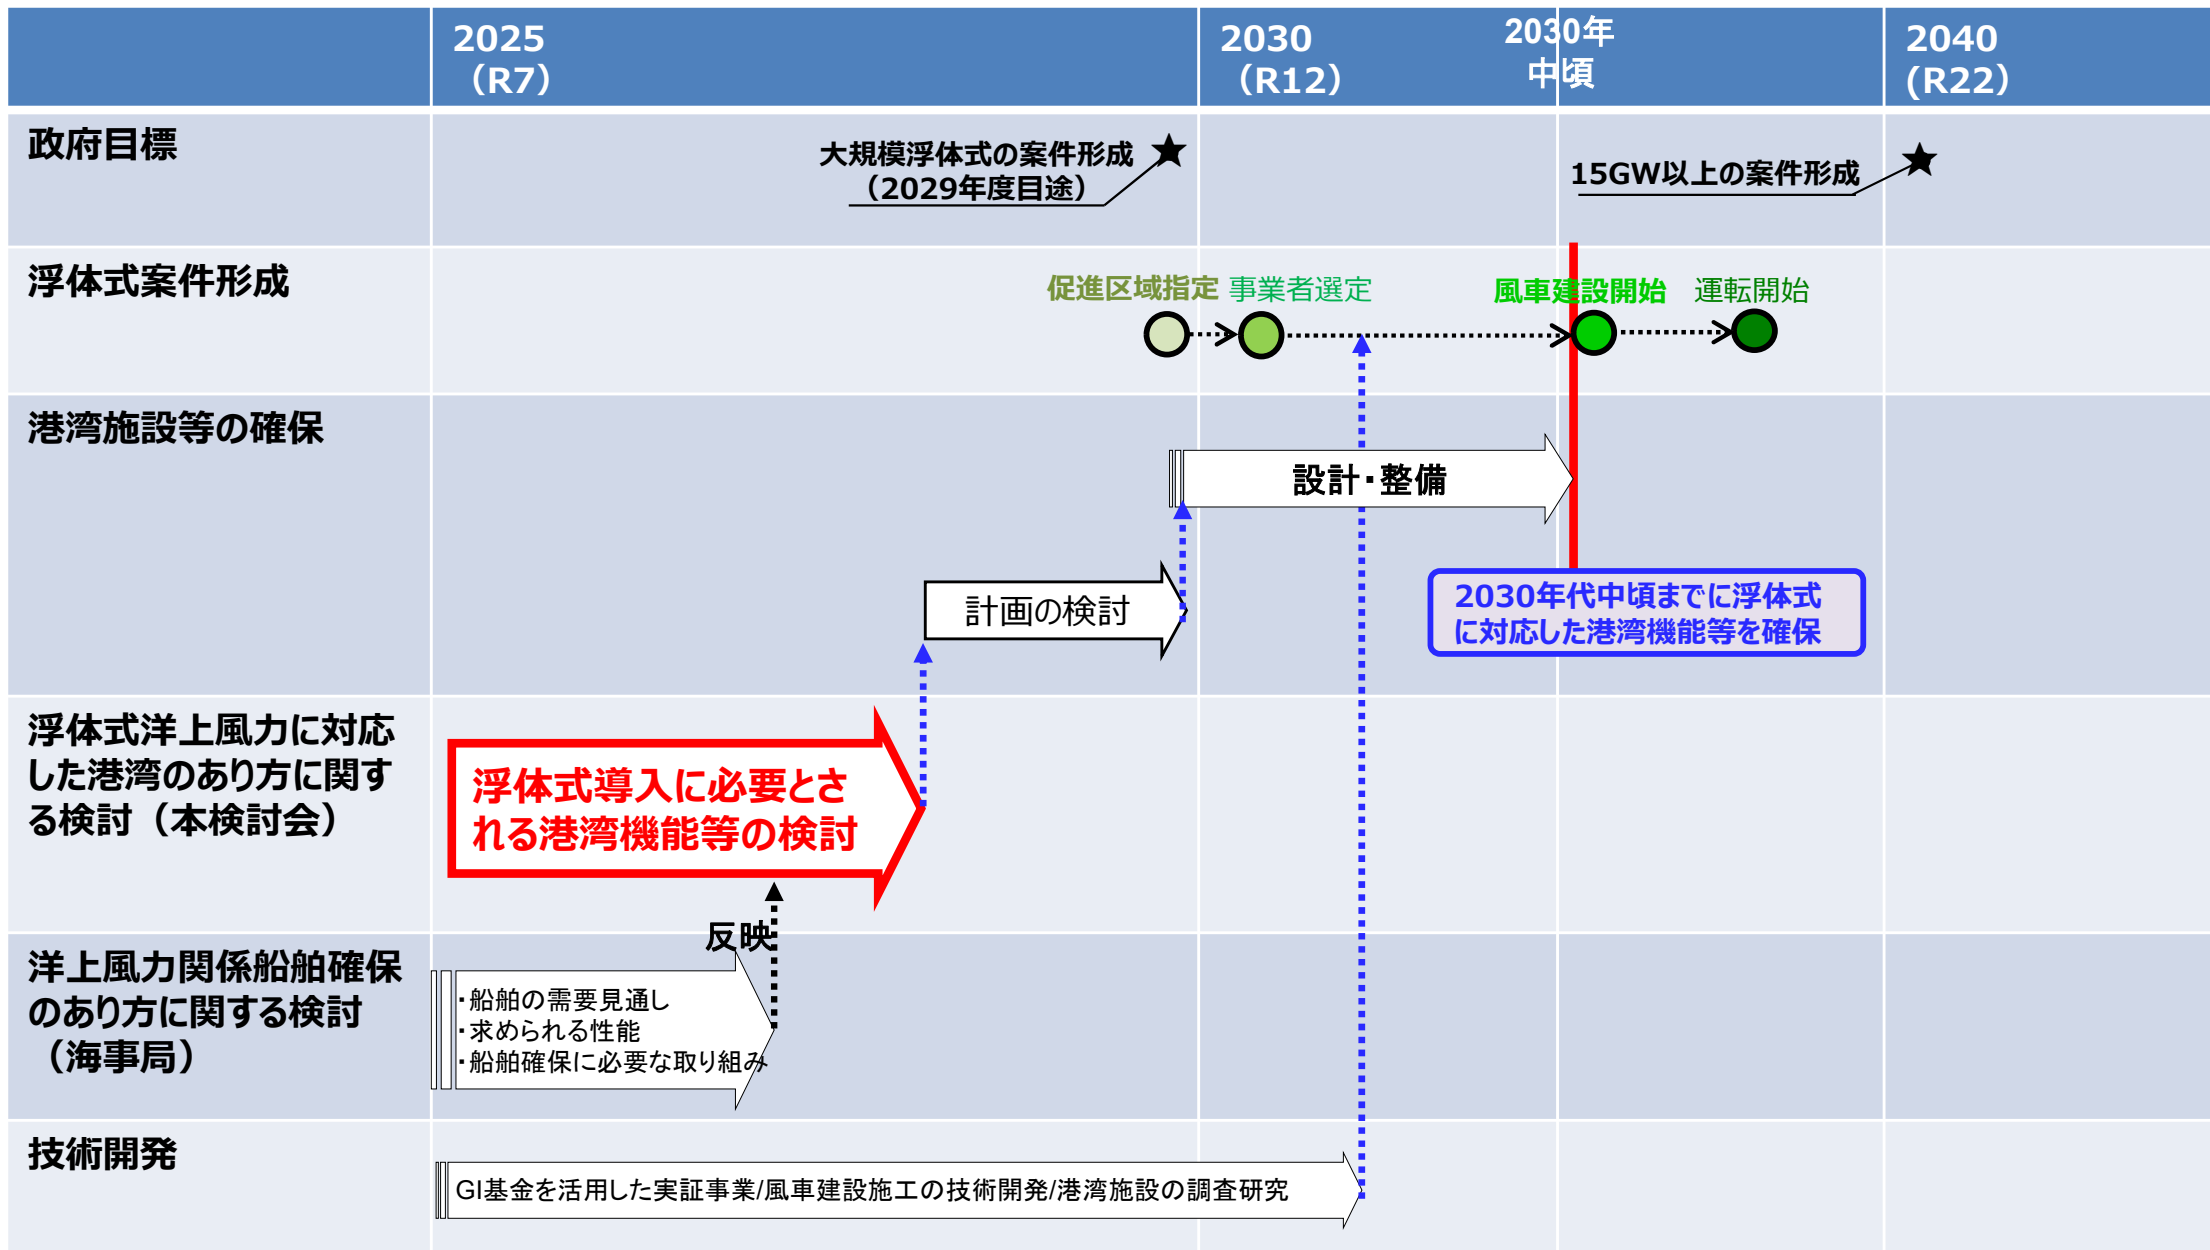 2025
（R7）
2030
（R12）
2030年
中頃
2040
(R22）
政府目標
大規模浮体式の案件形成
（2029年度目途）
15GW以上の案件形成
浮体式案件形成
促進区域指定
事業者選定
風車建設開始
運転開始
港湾施設等の確保
設計・整備
計画の検討
2030年代中頃までに浮体式
に対応した港湾機能等を確保
浮体式洋上風力に対応
した港湾のあり方に関す
る検討（本検討会）
浮体式導入に必要とさ
れる港湾機能等の検討
反映
洋上風力関係船舶確保
のあり方に関する検討
（海事局）
・船舶の需要見通し
・求められる性能
・船舶確保に必要な取り組み
技術開発
GI基金を活用した実証事業/風車建設施工の技術開発/港湾施設の調査研究